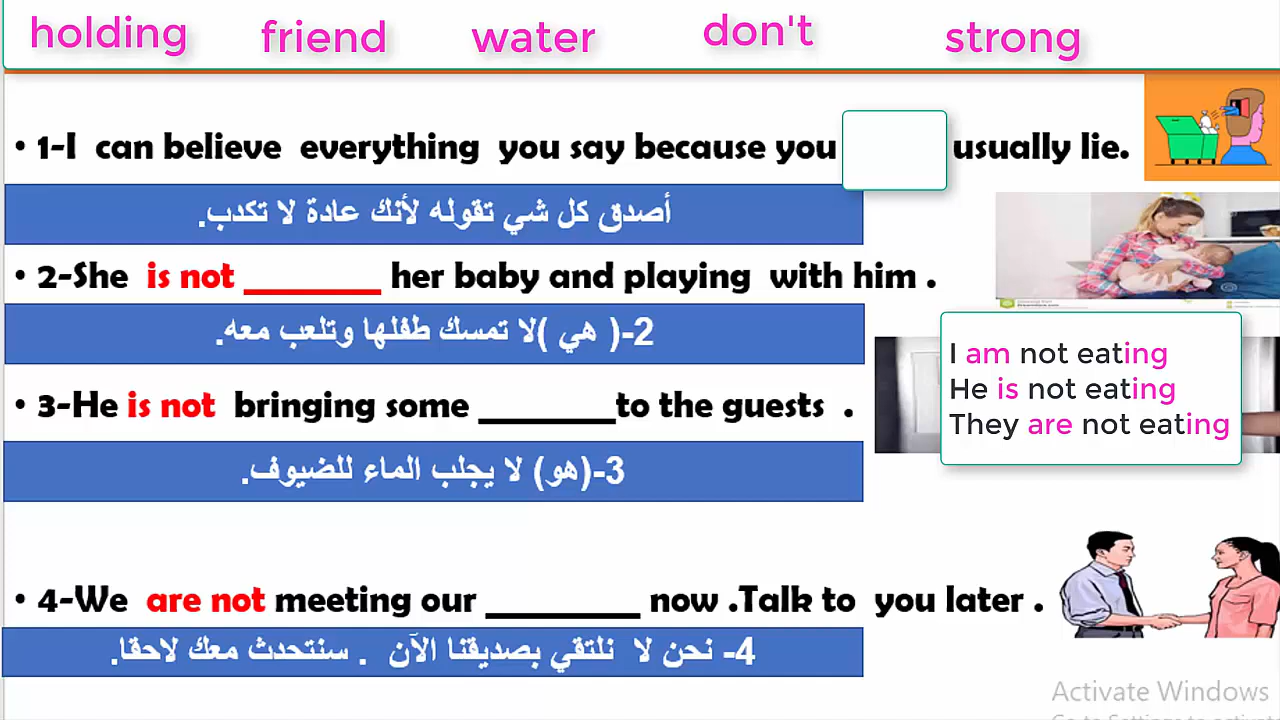 holding friend water don't strong
• 1-I can believe everything you say because you usually lie.
أصدق كل شي تقوله لأنك عادة لا تكدب.
• 2-She is not ________ her baby and playing with him .
2-( هي )لا تمسك طفلها وتلعب معه.
I am not eating
He is not eating
They are not eating
• 3-He is not bringing some ________to the guests .
3-(هو) لا يجلب الماء للضيوف.
• 4-We are not meeting our _________ now .Talk to you later .
4- نحن لا نلتقي بصديقنا الآن . سنتحدث معك لاحقا.
Activate Windows